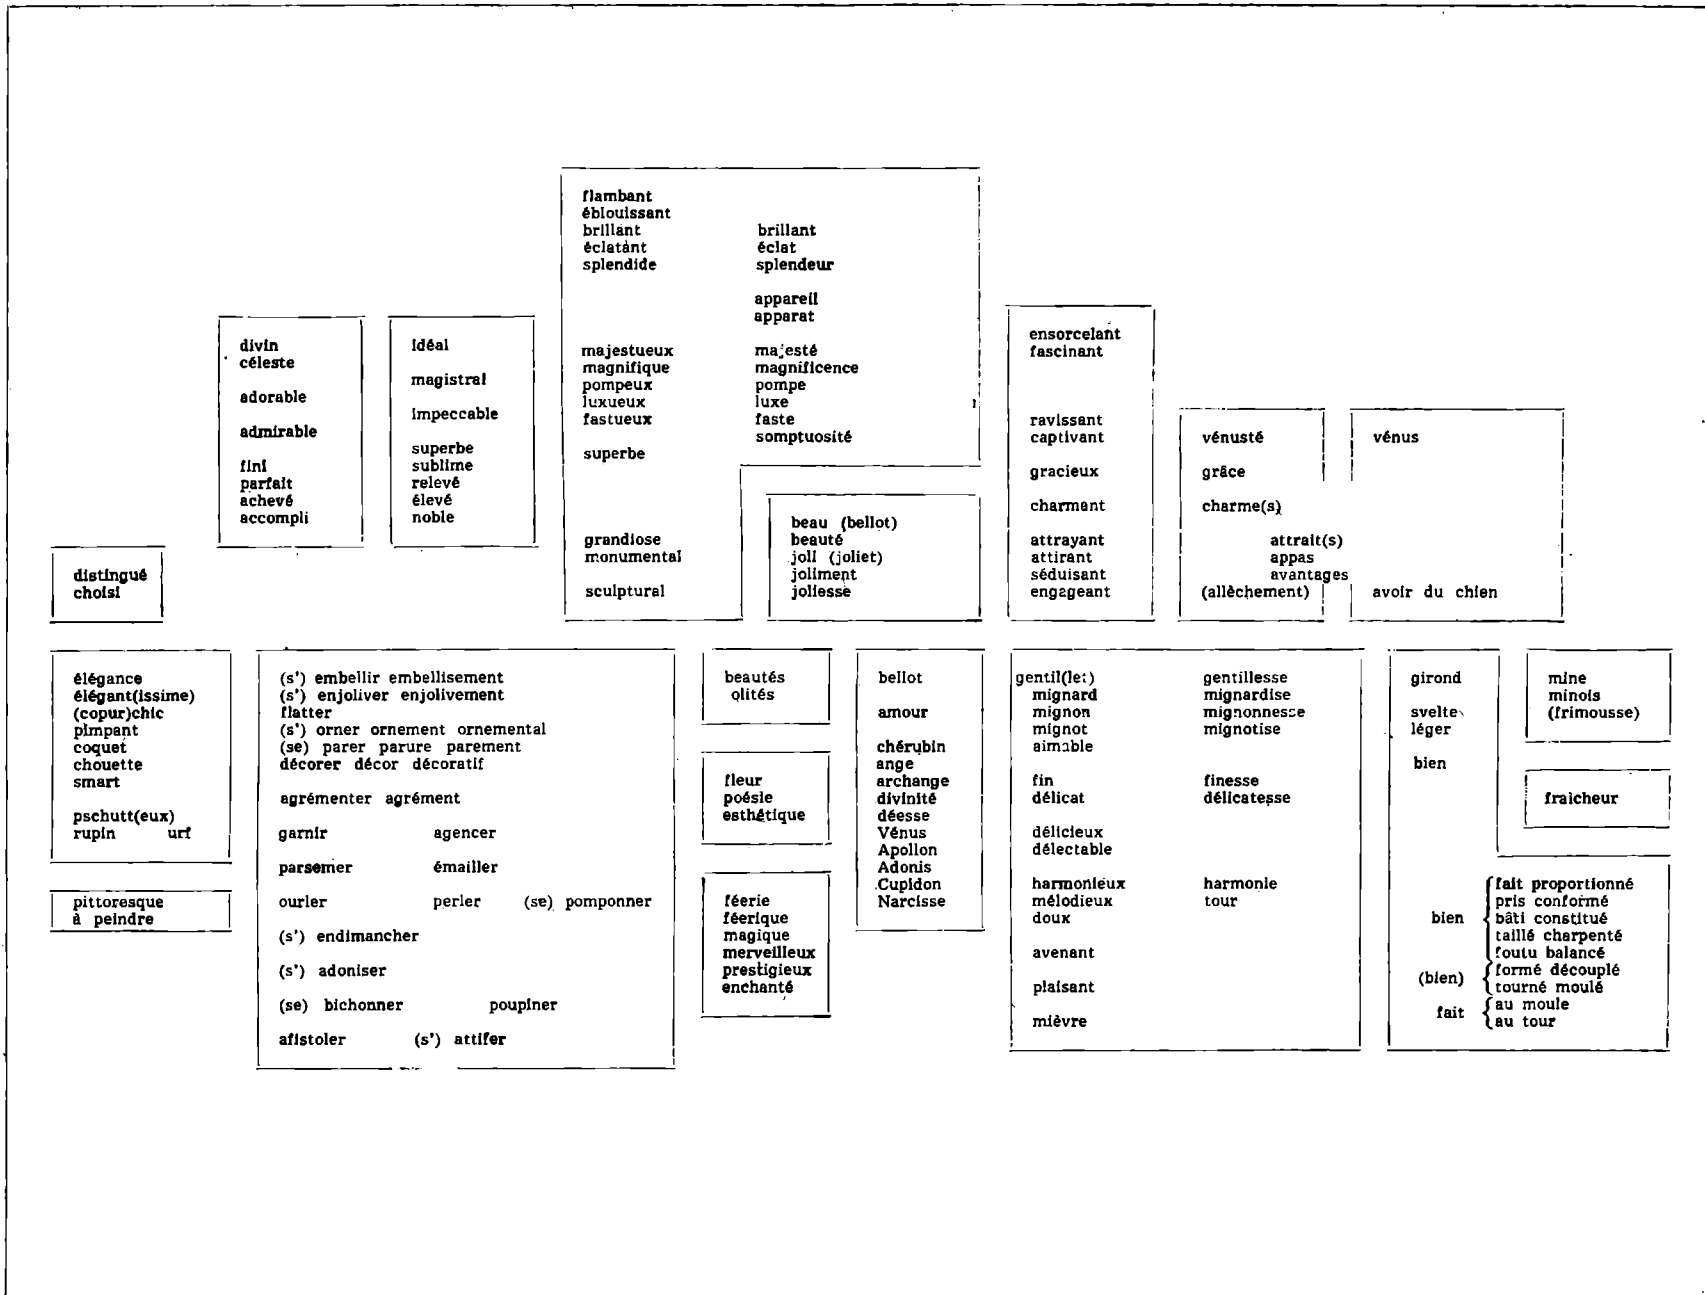 flambant
éblouissant
brillant brillant
éclatant éclat
splendide splendeur
appareil
apparat
majestueux majesté
magnifique magnificence
pompeux pompe
luxueux luxe
fastueux faste
somptuosité
superbe
grandiose
monumental
sculptural
divin
céleste
adorable
admirable
fini
parfait
achevé
accompli
idéal
magistral
impeccable
superbe
sublime
relevé
élevé
noble
beau (bellot)
beauté
joli (joliet)
joliment
joliesse
ensorcelant
fascinant
ravissant
captivant
gracieux
charmant
attrayant
attirant
séduisant
engageant
vénusté
grâce
charme(s)
attrait(s)
appas
avantages
(allèchement)
vénus
avoir du chien
distingué
choisi
élégance
élégant(issime)
(copur)chic
pimpant
coquet
chouette
smart
pschutt(eux)
rupin urf
pittoresque
à peindre
(s') embellir embellisement
(s') enjoliver enjolivement
flatter
(s') orner ornement ornemental
(se) parer parure parement
décorer décor décoratif
agrémenter agrément
garnir agencer
parsemer émailler
ourler perler (se) pomponner
(s') endimancher
(s') adoniser
(se) bichonner poupiner
afistoler (s') attifer
beautés
qlités
fleur
poésie
esthétique
féerie
féerique
magique
merveilleux
prestigieux
enchanté
bellot
amour
chérubin
ange
archange
divinité
déesse
Vénus
Apollon
Adonis
Cupidon
Narcisse
gentil(let) gentillesse
mignard mignardise
mignon mignonnesse
mignot mignotise
aimable
fin finesse
délicat délicatesse
délicieux
délectable
harmonieux harmonie
mélodieux tour
doux
avenant
plaisant
mièvre
girond
svelte
léger
bien
bien { fait proportionné
pris conformé
bâti constitué
taillé charpenté
foutu balancé
(bien) { formé découplé
tourné moulé
fait { au moule
au tour
mine
minois
(frimousse)
fraicheur